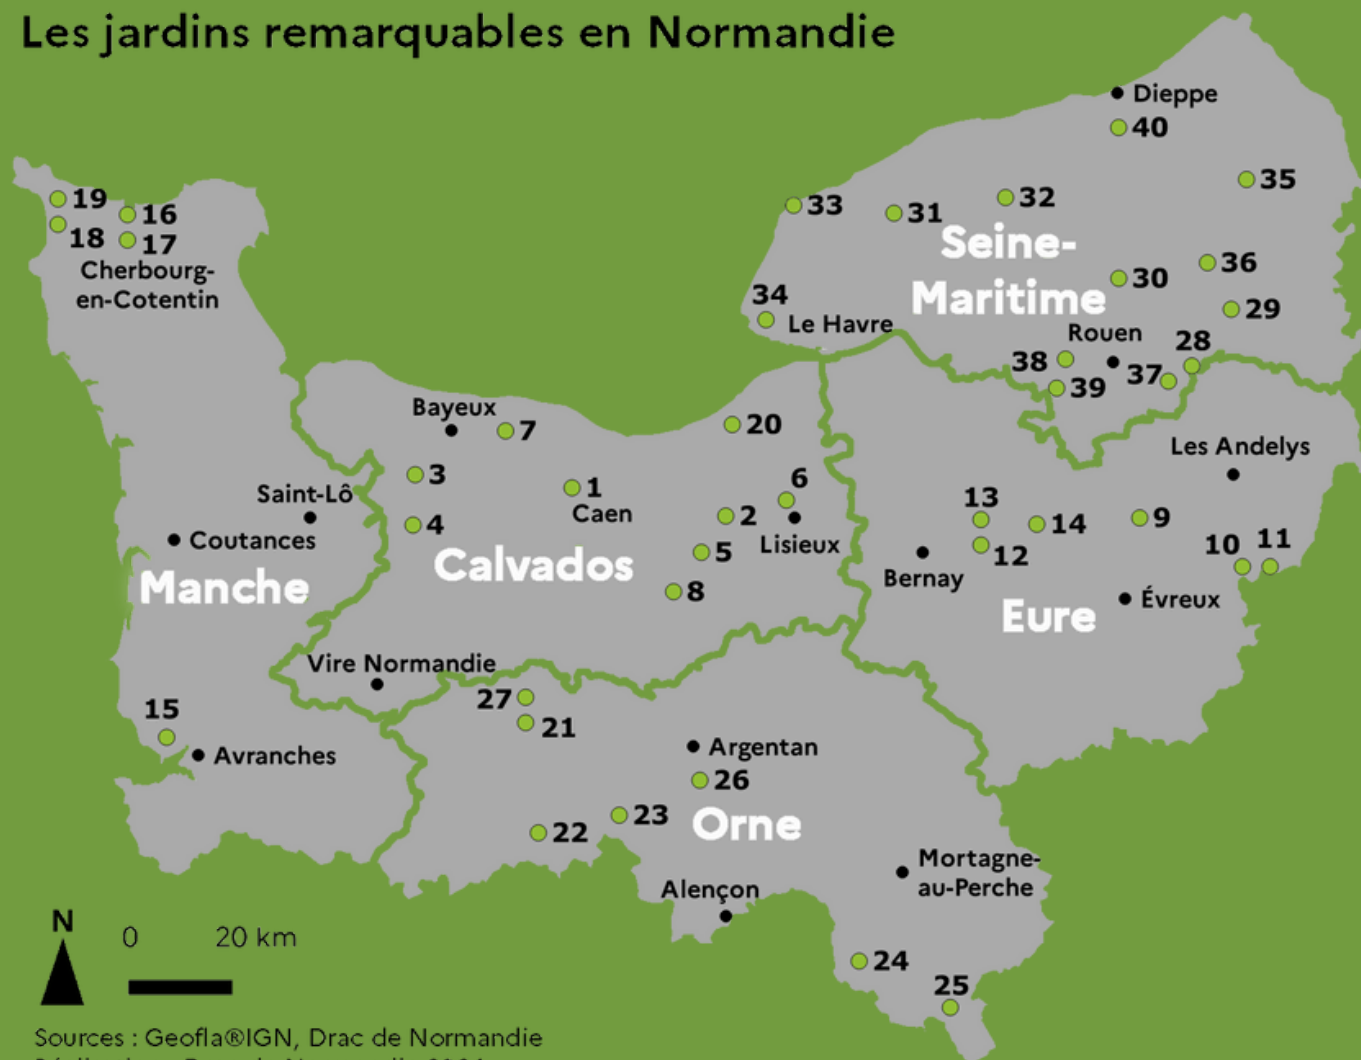 Les jardins remarquables en Normandie
Dieppe
40
35
19
16
18
17
Cherbourg-
en-Cotentin
33
31
32
Seine-
Maritime
36
30
34
Le Havre
29
Rouen
28
38
37
39
Bayeux
7
20
Les Andelys
3
6
1
Caen
Saint-Lô
4
2
Lisieux
13
14
9
Coutances
5
12
10
11
Calvados
Manche
8
Bernay
Eure
Évreux
Vire Normandie
27
21
15
Avranches
Argentan
26
22
23
Orne
Mortagne-
au-Perche
Alençon
24
25
N
0 20 km
Sources : Geofla®IGN, Drac de Normandie